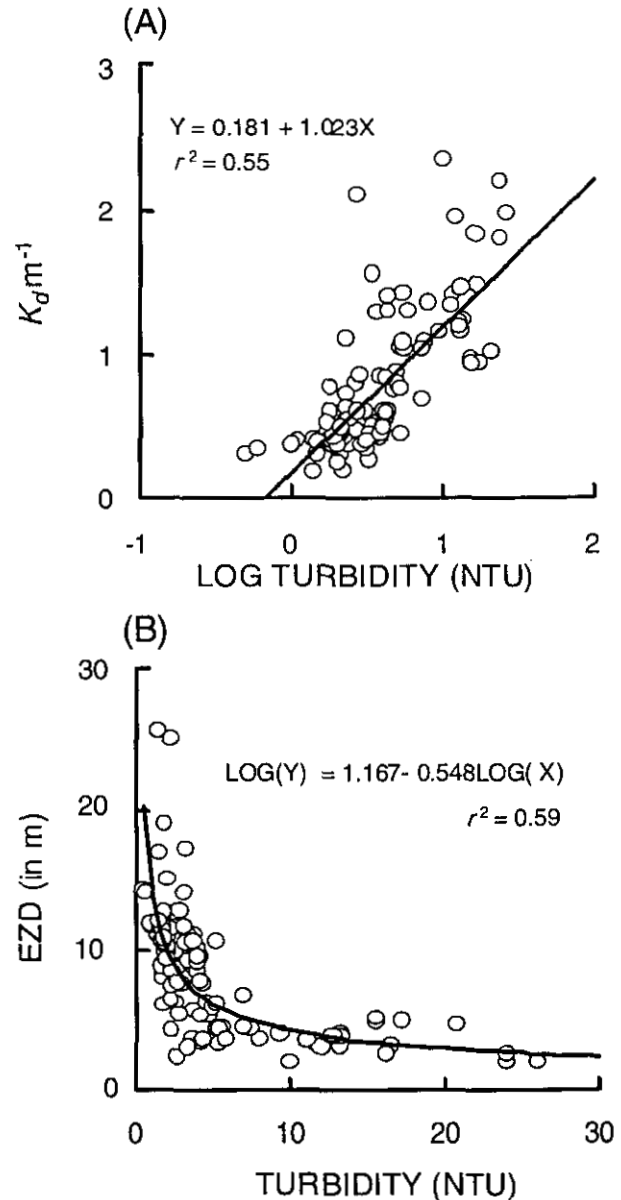 (A)
3
Y = 0.181 + 1.023X
r² = 0.55
2
K_d m⁻¹
1
0
-1 0 1 2
LOG TURBIDITY (NTU)
(B)
30
LOG(Y) = 1.167- 0.548LOG( X)
r² = 0.59
20
EZD (in m)
10
0
0 10 20 30
TURBIDITY (NTU)